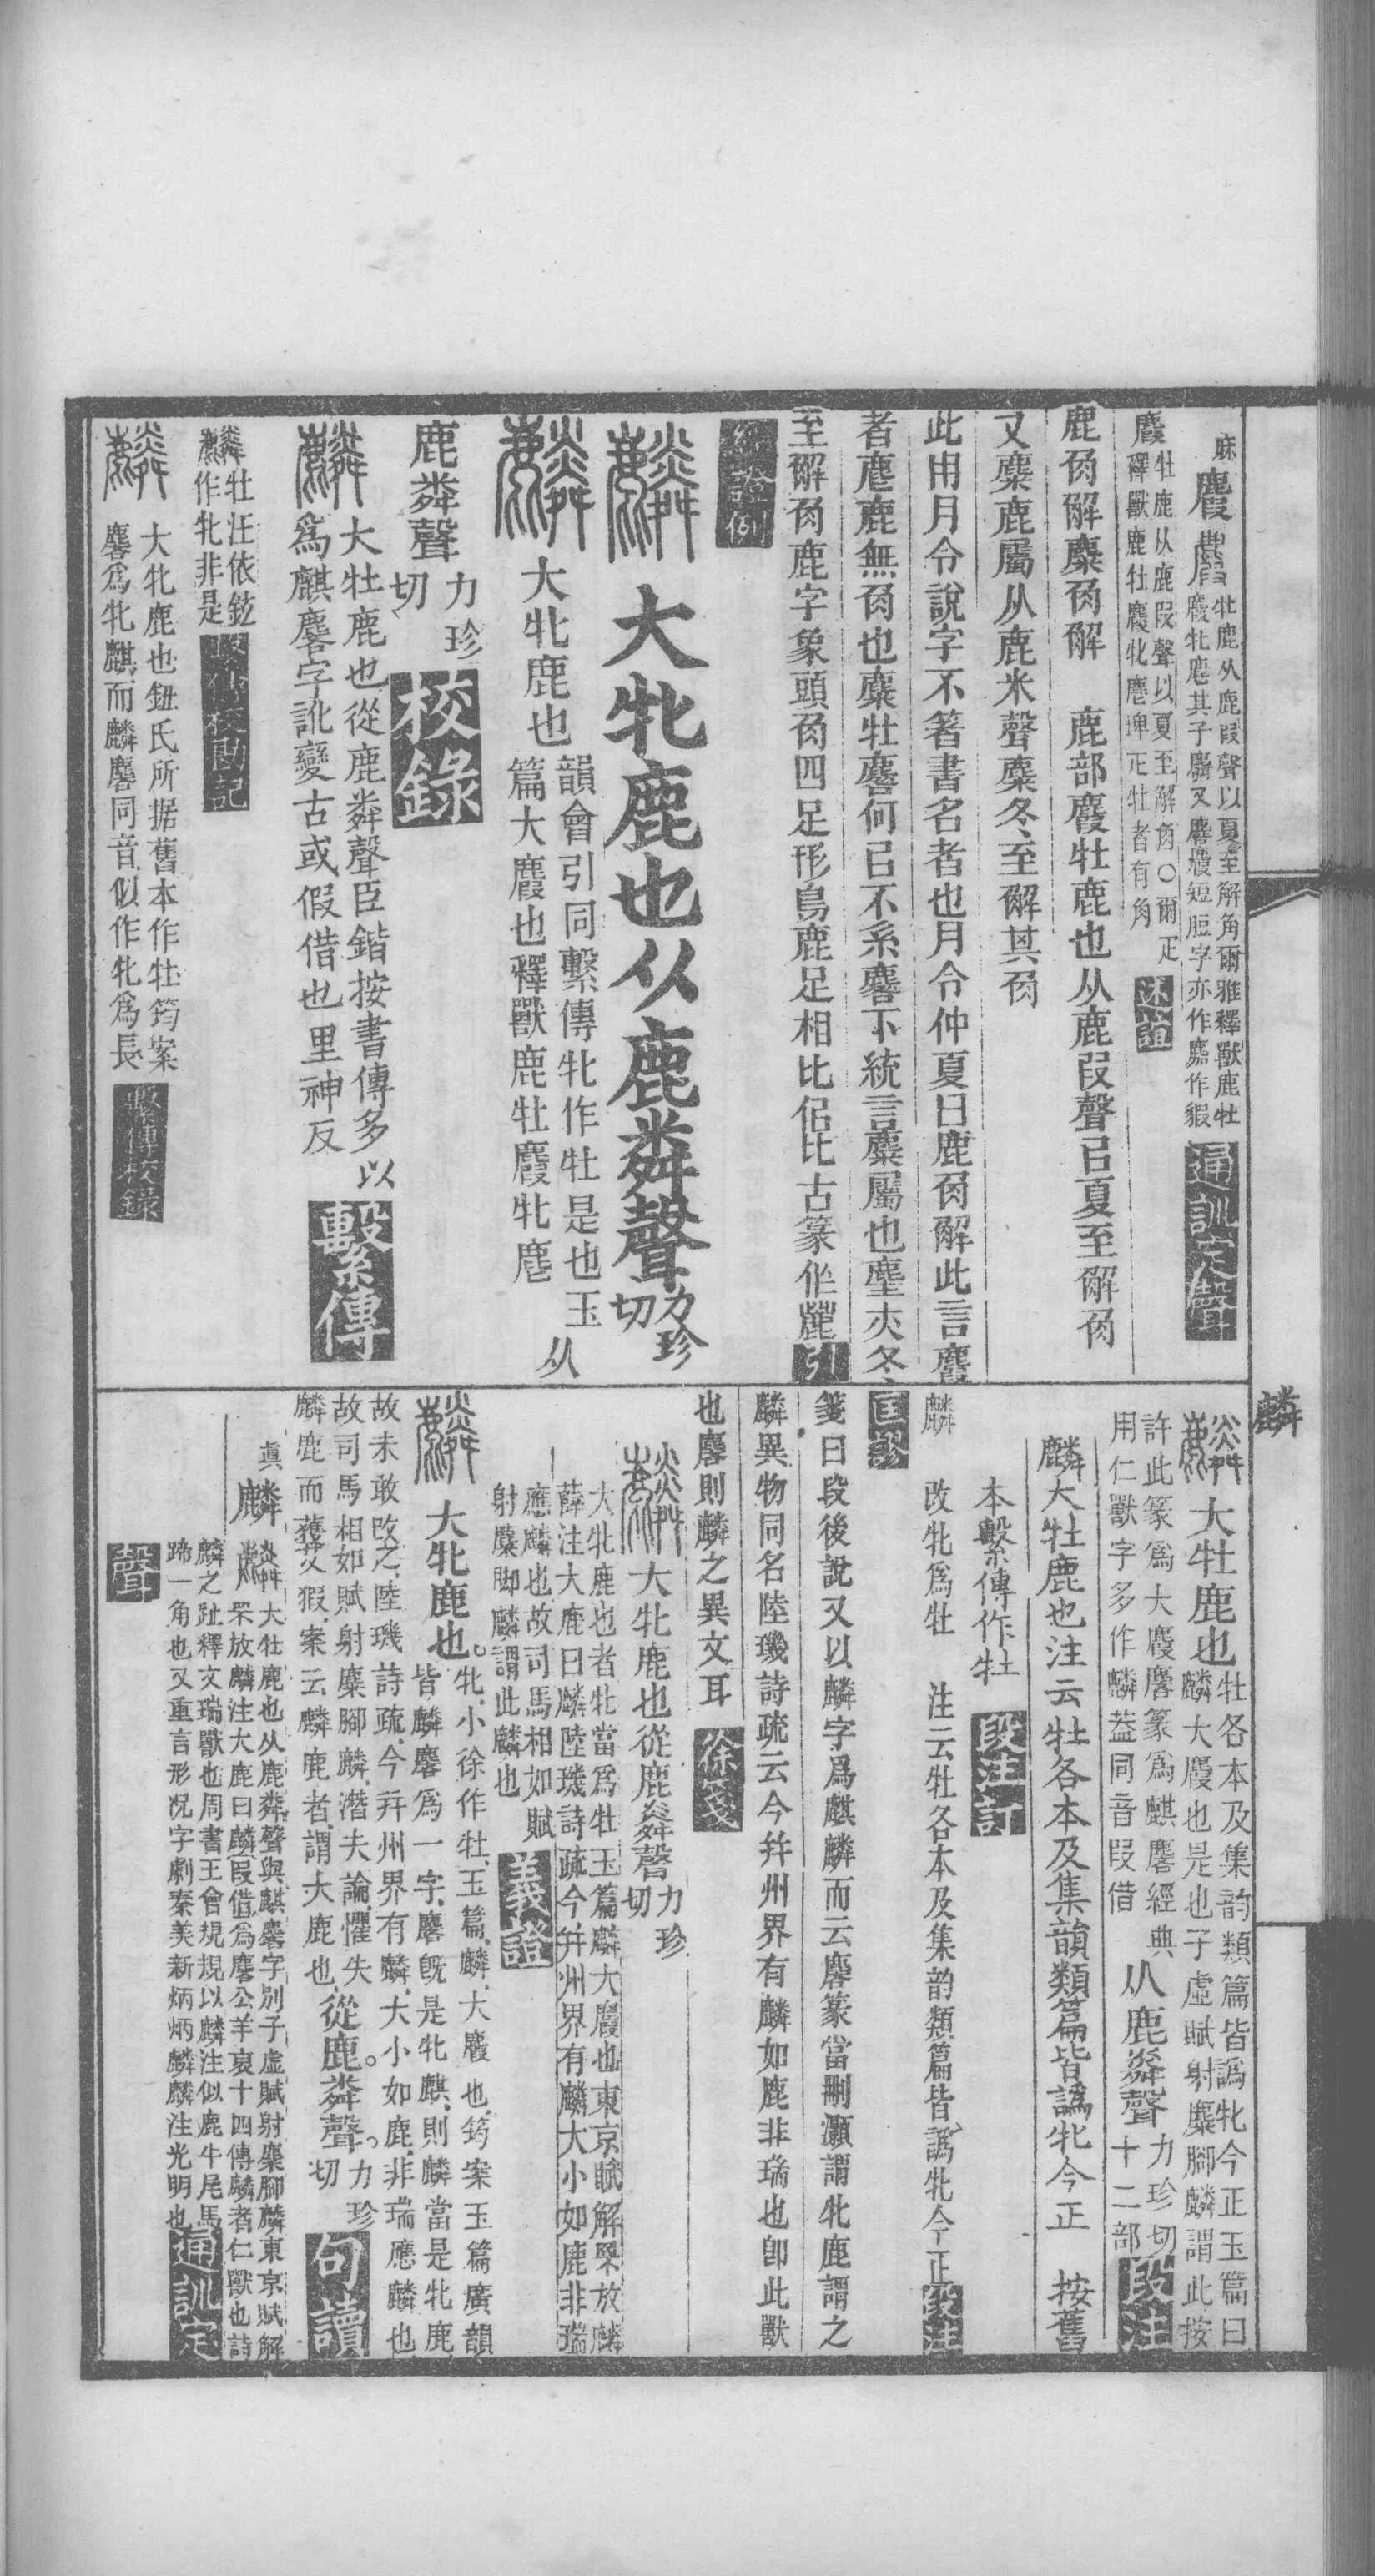 麻
麚
牡鹿从鹿叚聲以夏至解角爾雅釋獸鹿牡
麚牝麀其子麛又麔麚短脰字亦作麍作貑
通訓定聲
麚
牡鹿从鹿叚聲以夏至解角○爾疋
釋獸鹿牡麚牝麀埤疋牡者有角
述誼
鹿角解麋角解　鹿部麚牡鹿也从鹿叚聲㠯夏至解角
又麋鹿屬从鹿米聲麋冬至解其角
此用月令說字不箸書名者也月令仲夏日鹿角解此言麚
者麀鹿無角也麋牡麔何㠯不系麔下統言麋屬也麈夾冬
至解角鹿字象頭角四足形鳥鹿足相比从比古篆作麗引
經證例
大牝鹿也从鹿粦聲力珍切
大牝鹿也
韻會引同繫傳牝作牡是也玉
篇大麚也釋獸鹿牡麚牝麀
从
鹿粦聲力珍切
校錄
大牡鹿也從鹿粦聲臣鍇按書傳多以
爲麒麐字訛變古或假借也里神反
繫傳
牡汪依鉉
作牝非是
繫傳校勘記
大牝鹿也鈕氏所据舊本作牡筠案
麐爲牝麒而麟麐同音似作牝爲長
繫傳校錄
麟
大牡鹿也
牡各本及集韵類篇皆譌牝今正玉篇曰
麟大麚也是也子虛賦射麋腳麟謂此按
許此篆爲大麚麐篆爲麒麐經典
用仁獸字多作麟葢同音叚借
从鹿粦聲
力珍切
十二部
段注
麟大牡鹿也注云牡各本及集韻類篇皆譌牝今正　按舊
本繫傳作牡
段注訂
麟
改牝爲牡　注云牡各本及集韵類篇皆譌牝今正
段注
匡謬
箋曰段後說又以麟字爲麒麟而云麐篆當刪灝謂牝鹿謂之
麟異物同名陸璣詩疏云今幷州界有麟如鹿非瑞也卽此獸
也麐則麟之異文耳
徐箋
大牝鹿也從鹿粦聲力珍切
大牝鹿也者牝當爲牡玉篇麟大麚也東京賦解罘放麟
薛注大鹿曰麟陸璣詩疏今幷州界有麟大小如鹿非瑞
應麟也故司馬相如賦
射麋腳麟謂此麟也
義證
大牝鹿也。
牝、小徐作牡、玉篇、麟、大麚也、筠案玉篇廣韻
皆麟麐爲一字、麐旣是牝麒、則麟當是牝鹿、
故未敢改之、陸璣詩疏、今幷州界有麟、大小如鹿、非瑞應麟也
故司馬相如賦射麋腳麟、潛夫論、懼失
麟鹿而獲艾猳、案云麟鹿者、謂大鹿也
從鹿。粦聲。力珍切
句讀
眞
麟
大牡鹿也从鹿粦聲與麒麐字別子虛賦射麋腳麟東京賦解
罘放麟注大鹿曰麟叚借爲麐公羊哀十四傳麟者仁獸也詩
麟之趾釋文瑞獸也周書王會規規以麟注似鹿牛尾馬
蹄一角也又重言形況字劇秦美新炳炳麟麟注光明也
通訓定
聲